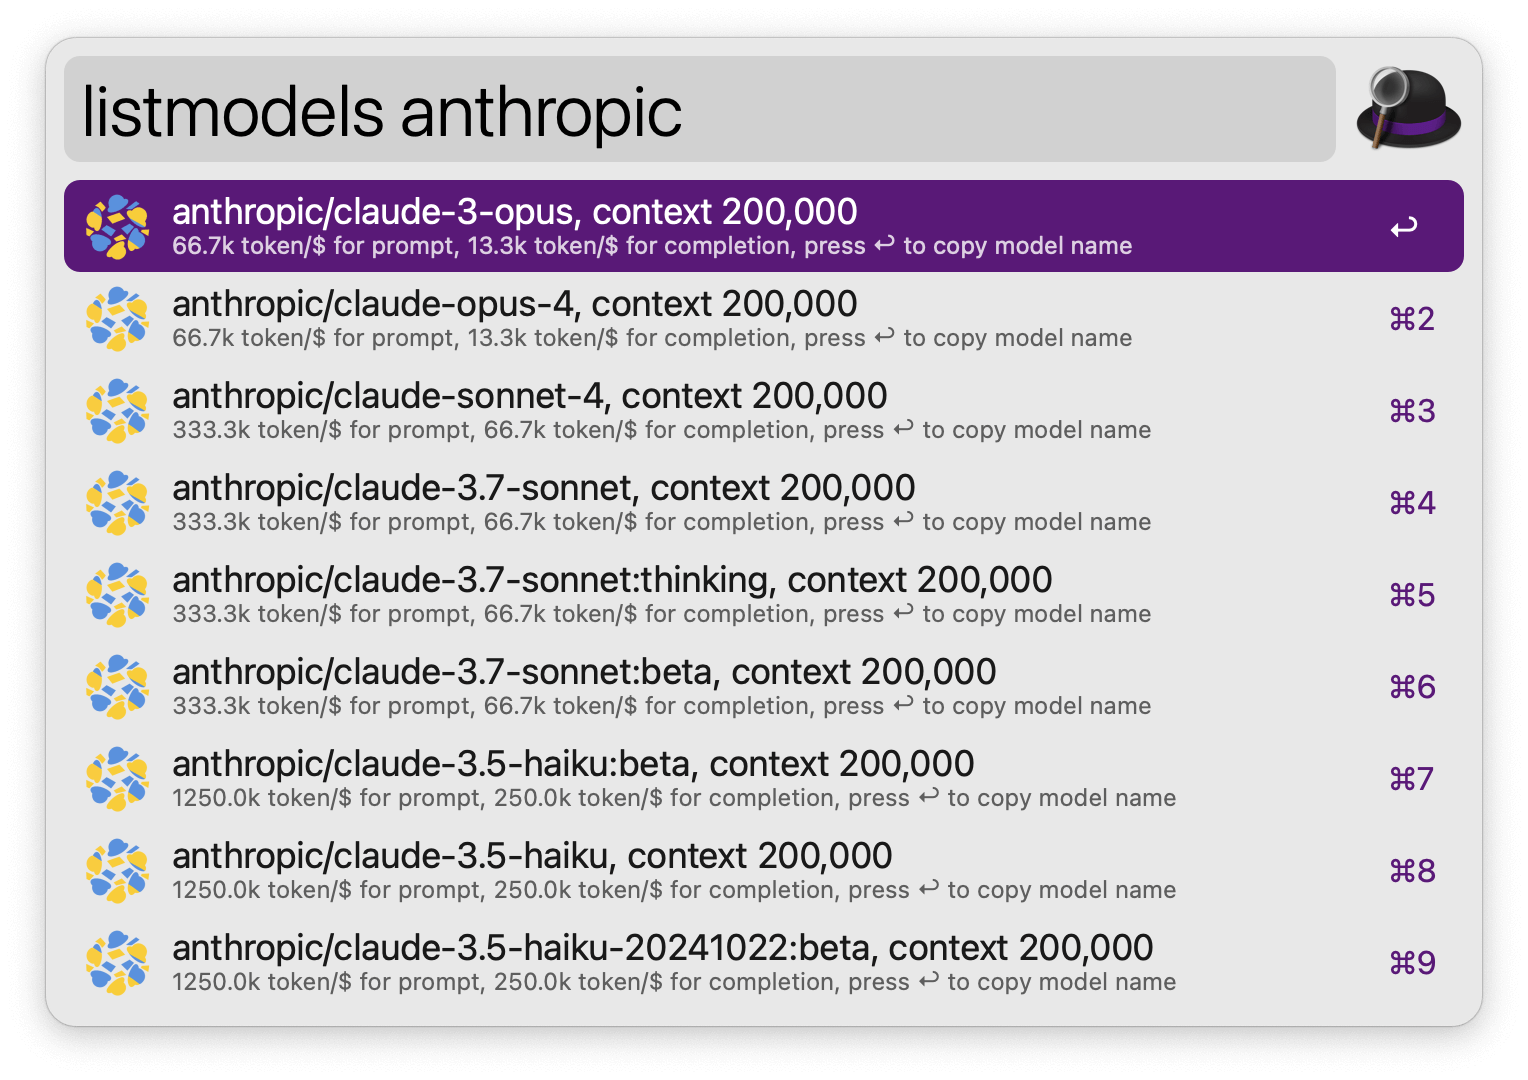 listmodels anthropic
anthropic/claude-3-opus, context 200,000
66.7k token/$ for prompt, 13.3k token/$ for completion, press ↩ to copy model name
↩
anthropic/claude-opus-4, context 200,000
66.7k token/$ for prompt, 13.3k token/$ for completion, press ↩ to copy model name
⌘2
anthropic/claude-sonnet-4, context 200,000
333.3k token/$ for prompt, 66.7k token/$ for completion, press ↩ to copy model name
⌘3
anthropic/claude-3.7-sonnet, context 200,000
333.3k token/$ for prompt, 66.7k token/$ for completion, press ↩ to copy model name
⌘4
anthropic/claude-3.7-sonnet:thinking, context 200,000
333.3k token/$ for prompt, 66.7k token/$ for completion, press ↩ to copy model name
⌘5
anthropic/claude-3.7-sonnet:beta, context 200,000
333.3k token/$ for prompt, 66.7k token/$ for completion, press ↩ to copy model name
⌘6
anthropic/claude-3.5-haiku:beta, context 200,000
1250.0k token/$ for prompt, 250.0k token/$ for completion, press ↩ to copy model name
⌘7
anthropic/claude-3.5-haiku, context 200,000
1250.0k token/$ for prompt, 250.0k token/$ for completion, press ↩ to copy model name
⌘8
anthropic/claude-3.5-haiku-20241022:beta, context 200,000
1250.0k token/$ for prompt, 250.0k token/$ for completion, press ↩ to copy model name
⌘9